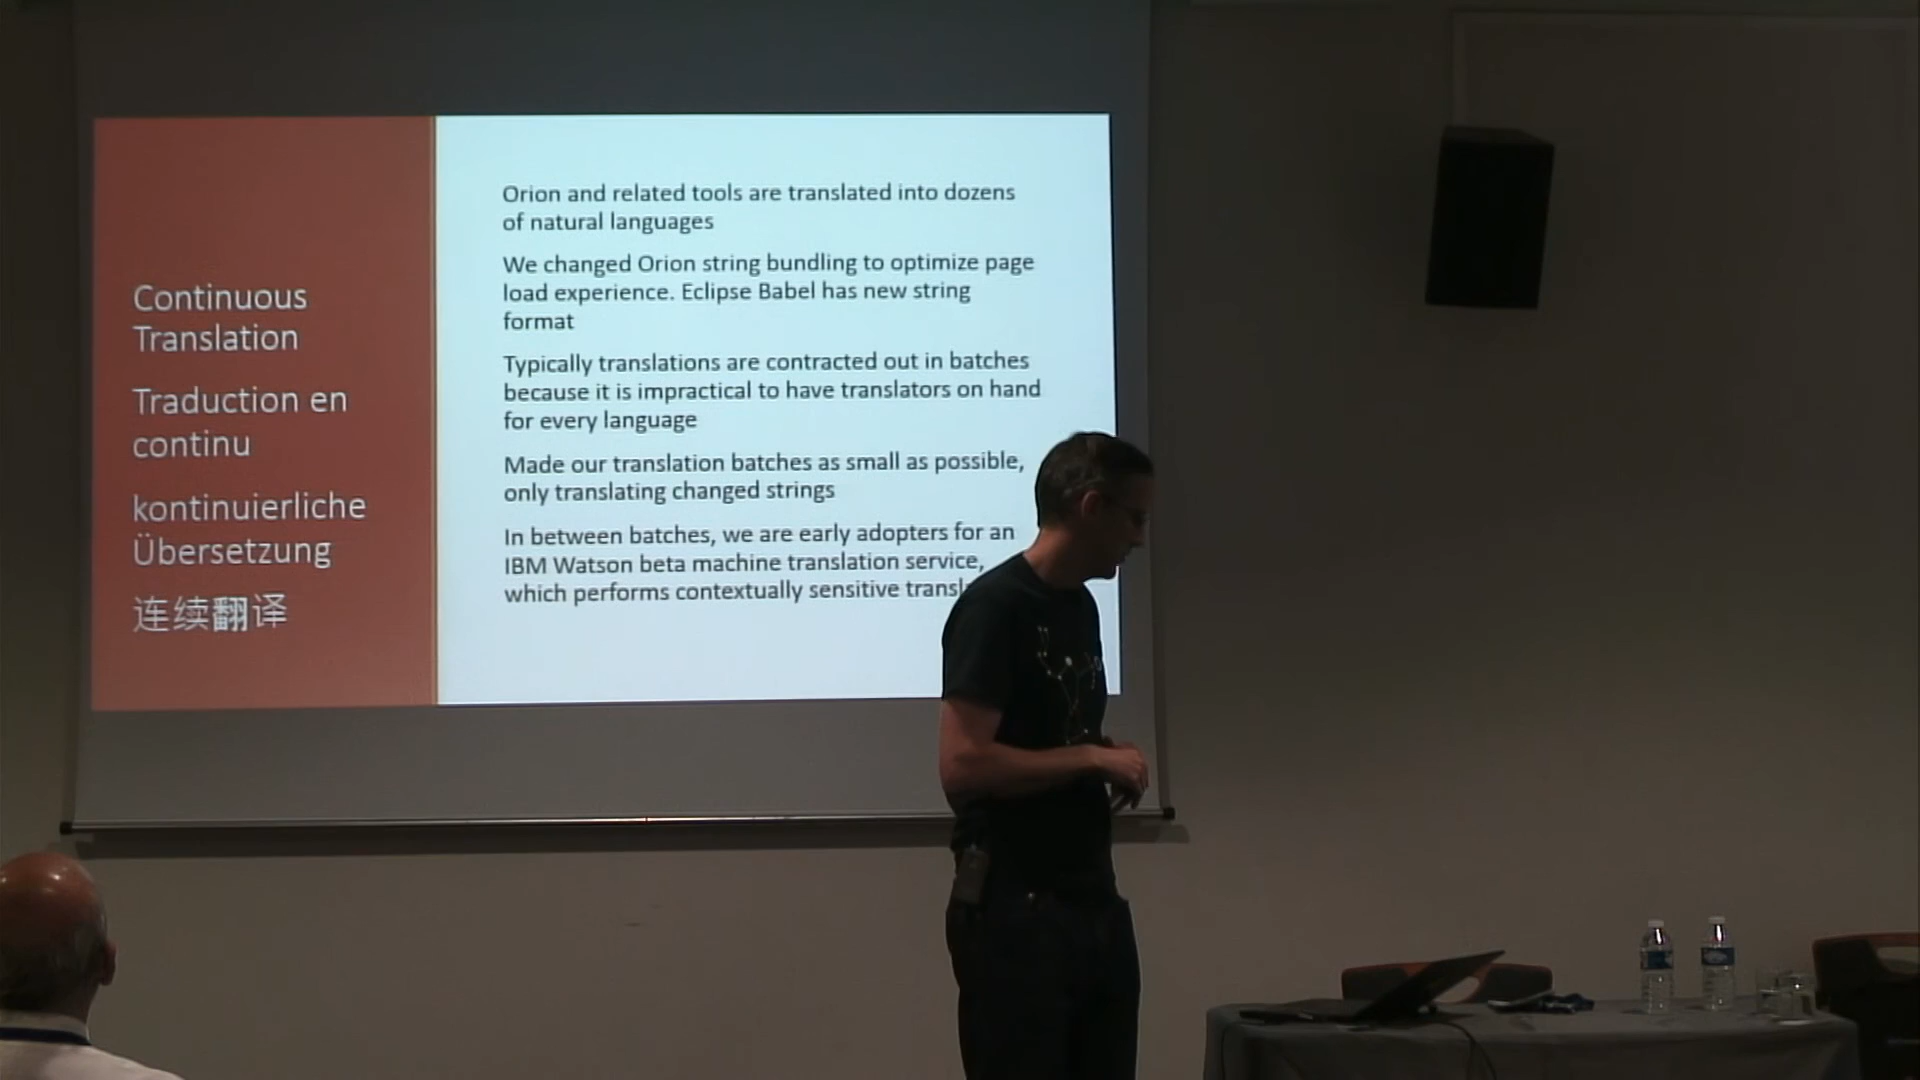 Continuous
Translation
Traduction en
continu
kontinuierliche
Übersetzung
连续翻译
Orion and related tools are translated into dozens
of natural languages
We changed Orion string bundling to optimize page
load experience. Eclipse Babel has new string
format
Typically translations are contracted out in batches
because it is impractical to have translators on hand
for every language
Made our translation batches as small as possible,
only translating changed strings
In between batches, we are early adopters for an
IBM Watson beta machine translation service,
which performs contextually sensitive